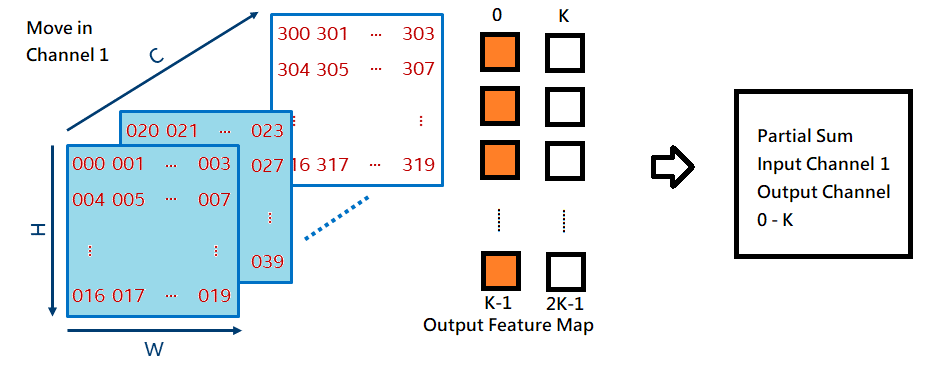 Move in
Channel 1
C
H
W
300 301 ... 303
304 305 ... 307
⋮ ⋮
16 317 ... 319
020 021 ... 023
027
⋮
039
000 001 ... 003
004 005 ... 007
⋮ ⋮
016 017 ... 019
0 K
K-1 2K-1
Output Feature Map
Partial Sum
Input Channel 1
Output Channel
0 - K